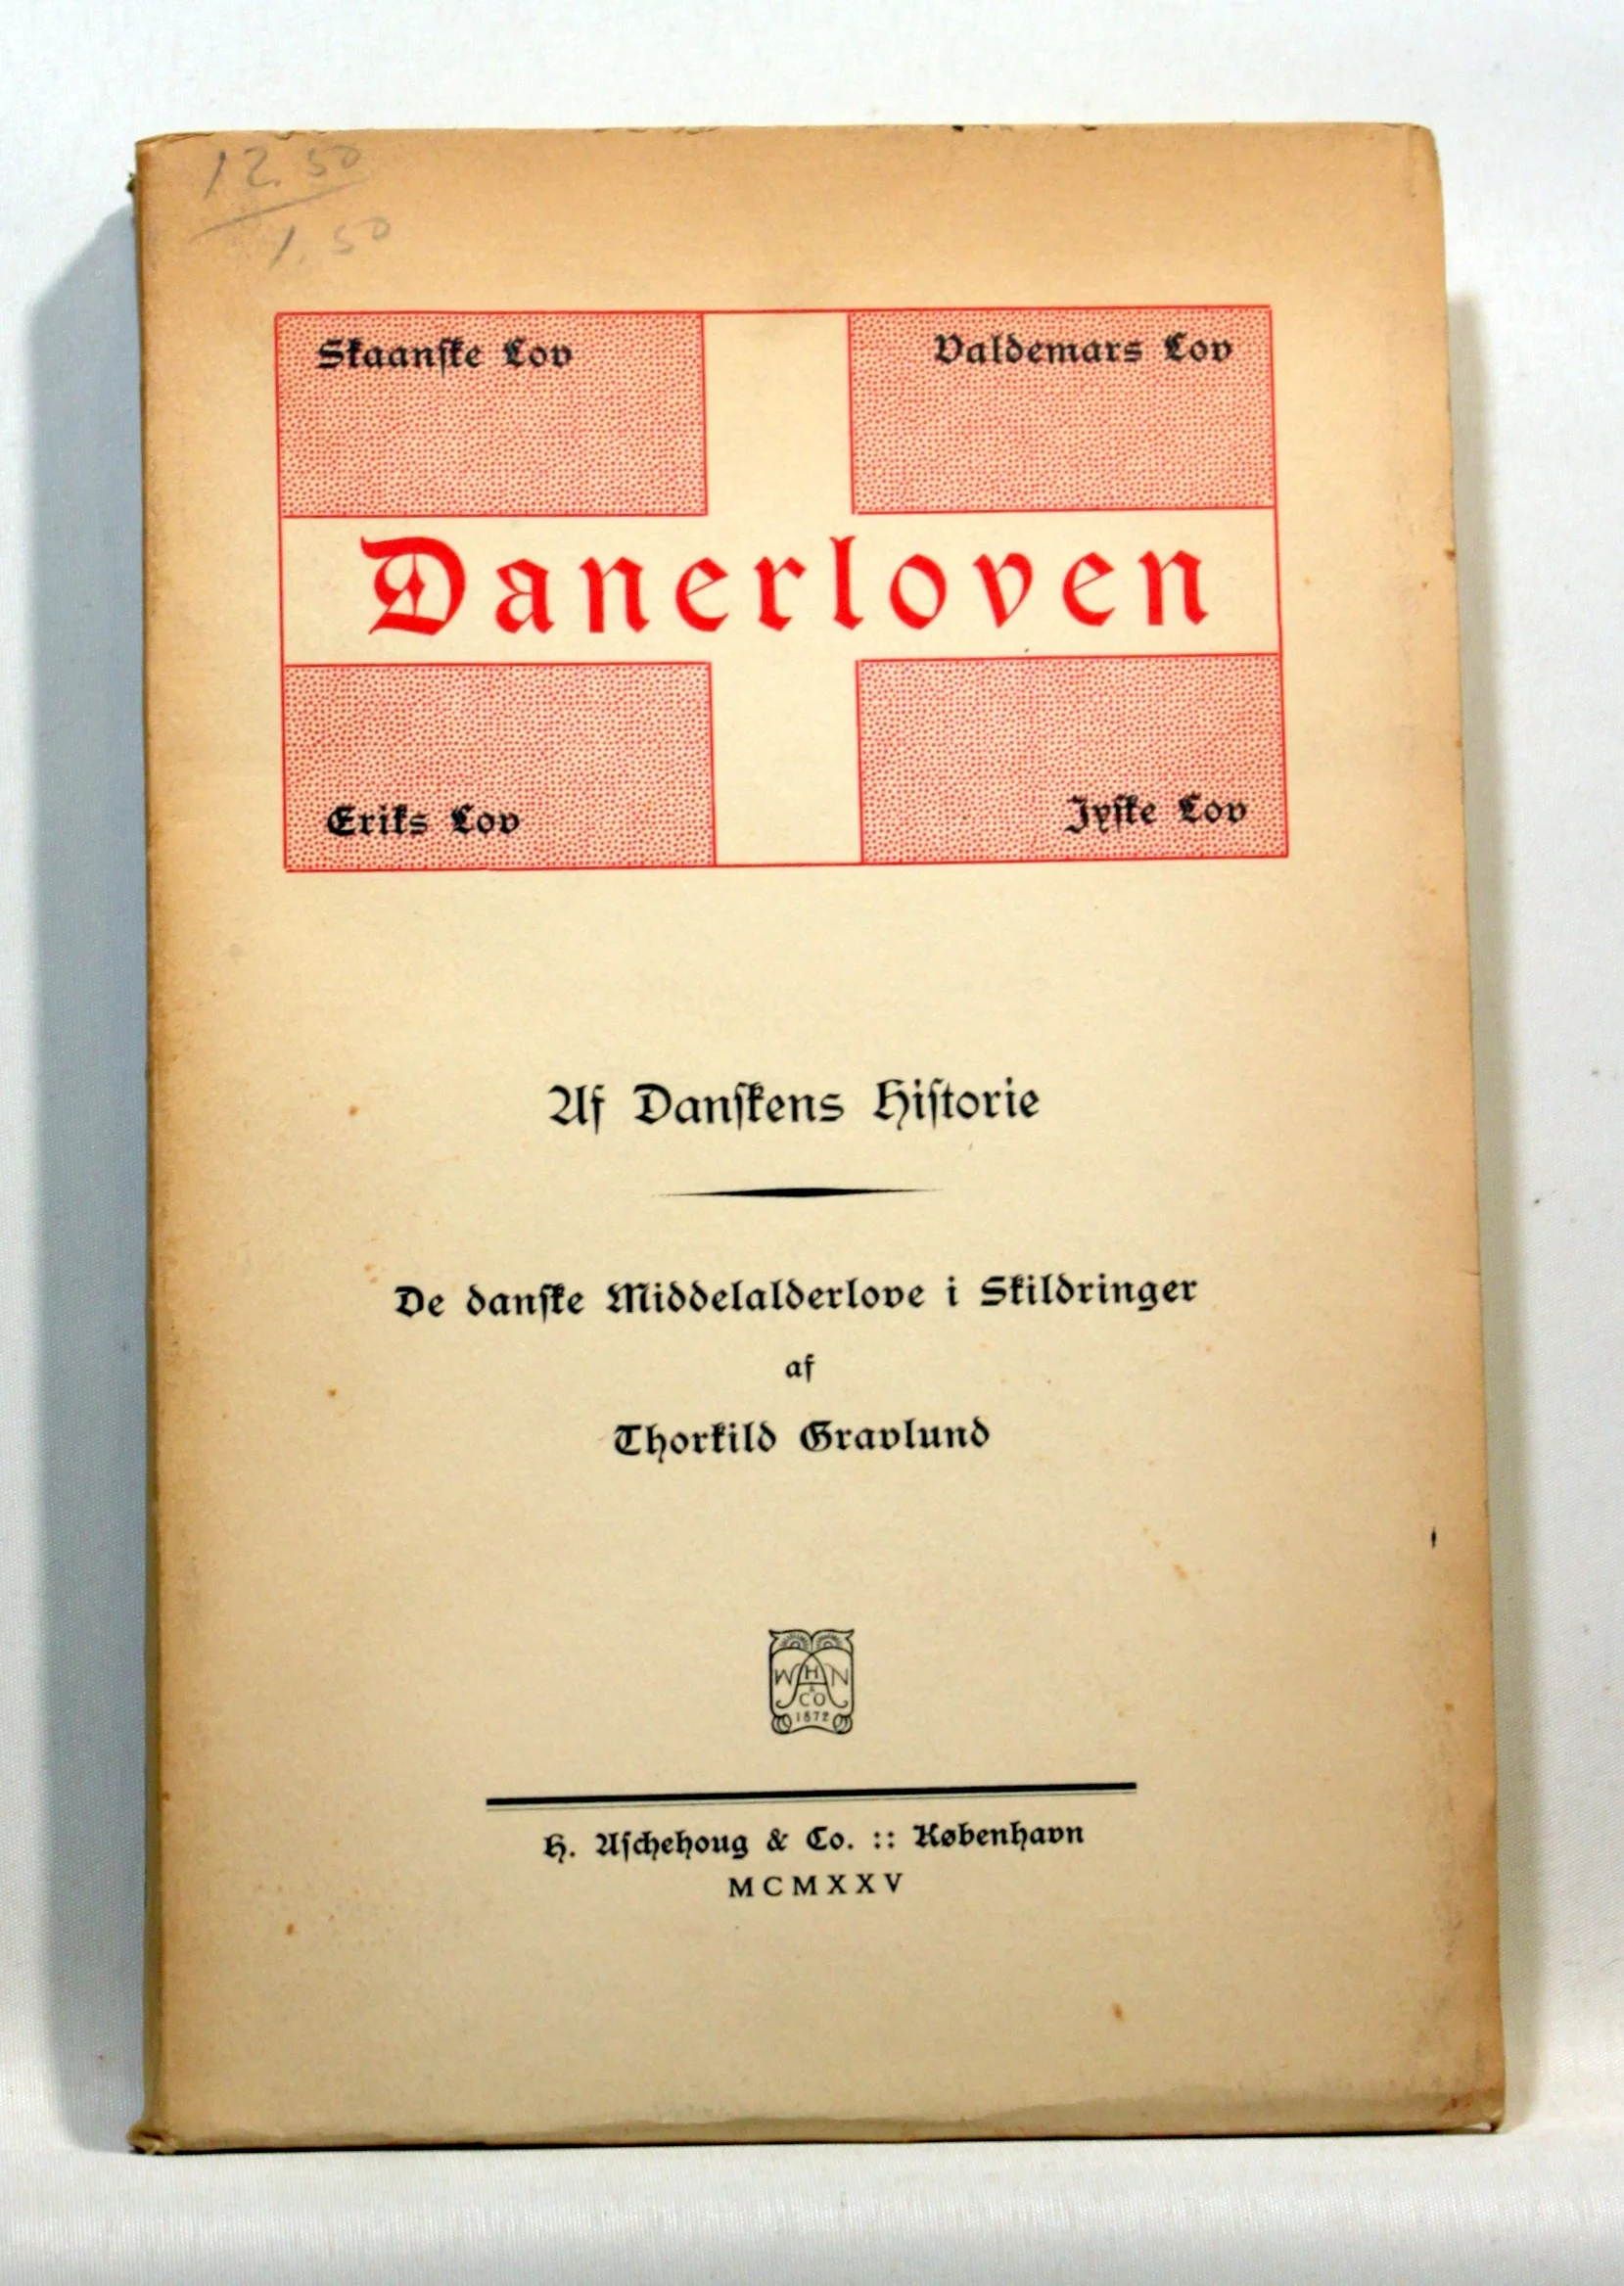 12.50
1.50
Skaanske Lov
Valdemars Lov
Danerloven
Eriks Lov
Jyske Lov
Af Danskens Historie
De danske Middelalderlove i Skildringer
af
Thorkild Gravlund
W H N
A
& CO
1872
H. Aschehoug & Co. :: København
MCMXXV